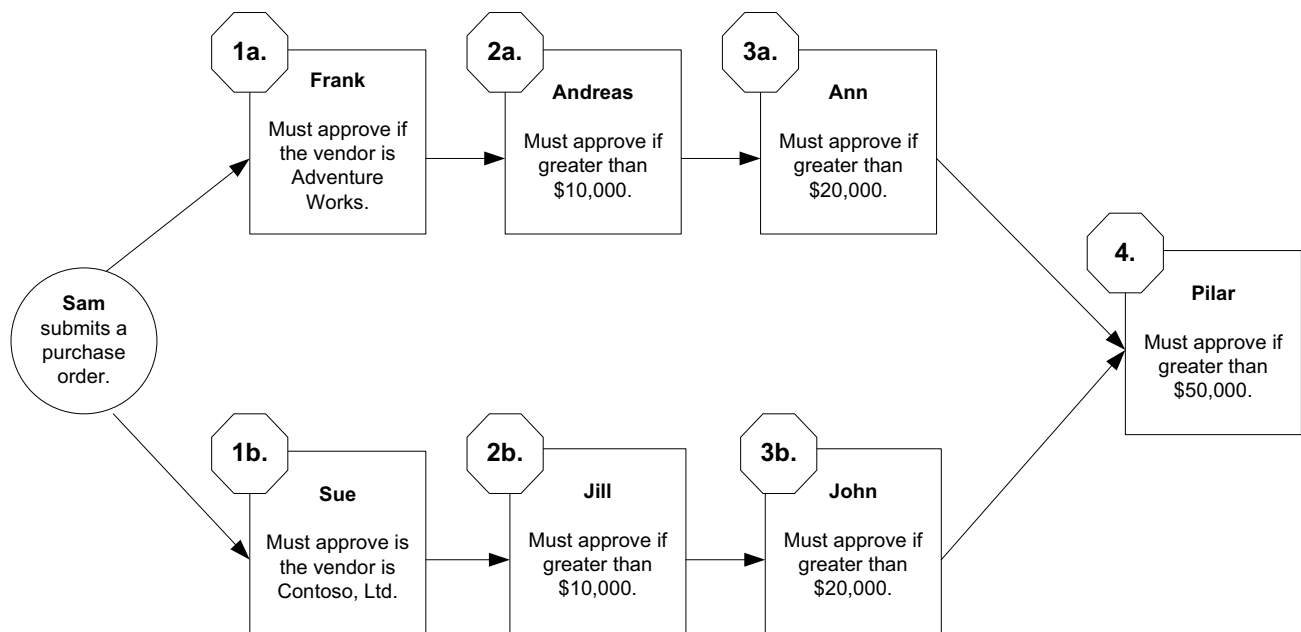 1a.
Frank
Must approve if
the vendor is
Adventure
Works.
2a.
Andreas
Must approve if
greater than
$10,000.
3a.
Ann
Must approve if
greater than
$20,000.
Sam
submits a
purchase
order.
4.
Pilar
Must approve if
greater than
$50,000.
1b.
Sue
Must approve is
the vendor is
Contoso, Ltd.
2b.
Jill
Must approve if
greater than
$10,000.
3b.
John
Must approve if
greater than
$20,000.